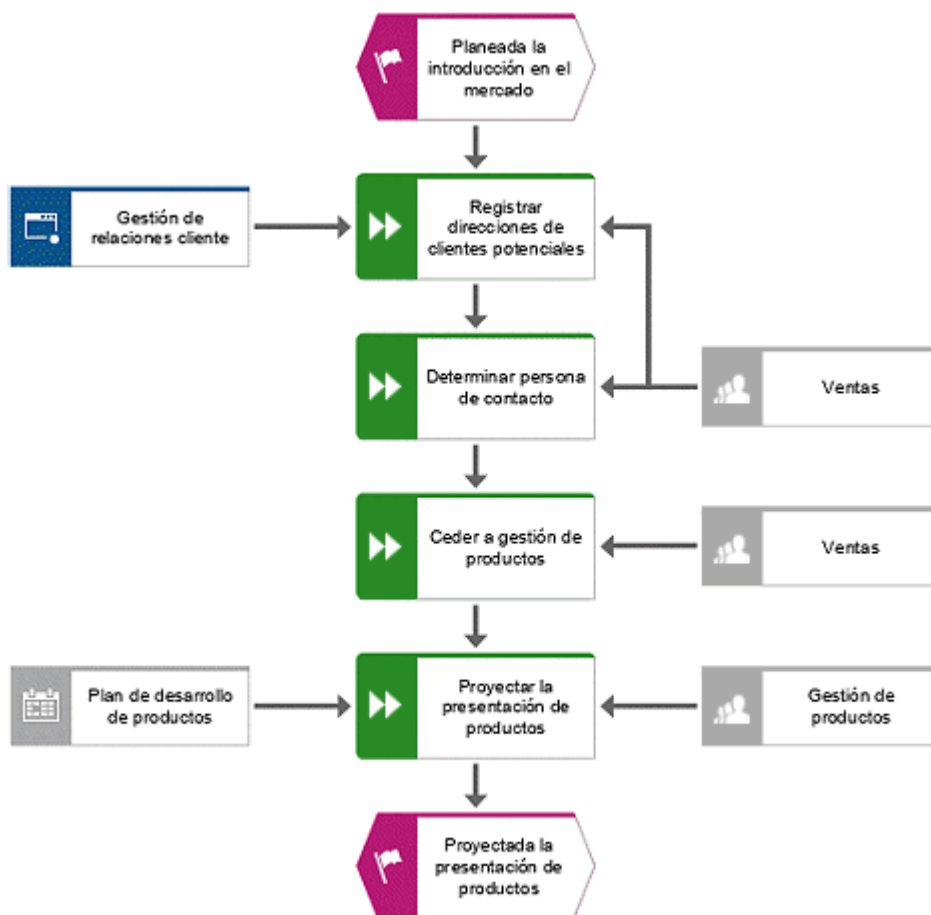 Planeada la
introducción en el
mercado
Gestión de
relaciones cliente
Registrar
direcciones de
clientes potenciales
Determinar persona
de contacto
Ventas
Ceder a gestión de
productos
Ventas
Plan de desarrollo
de productos
Proyectar la
presentación de
productos
Gestión de
productos
Proyectada la
presentación de
productos